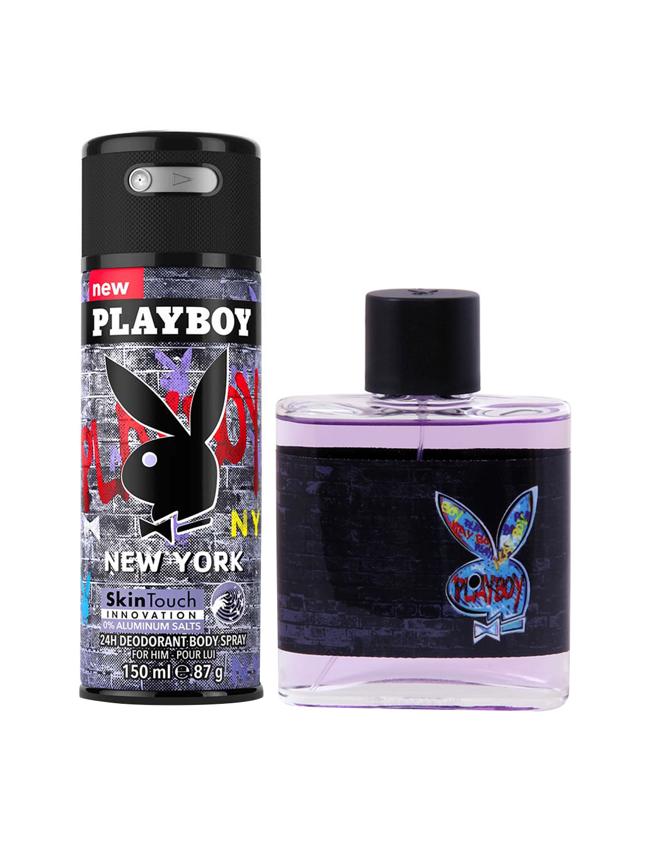 new
PLAYBOY
PLAYBOY
NY
NEW YORK
SkinTouch
INNOVATION
0% ALUMINUM SALTS
24H DEODORANT BODY SPRAY
FOR HIM - POUR LUI
150 ml e 87 g
PLAYBOY